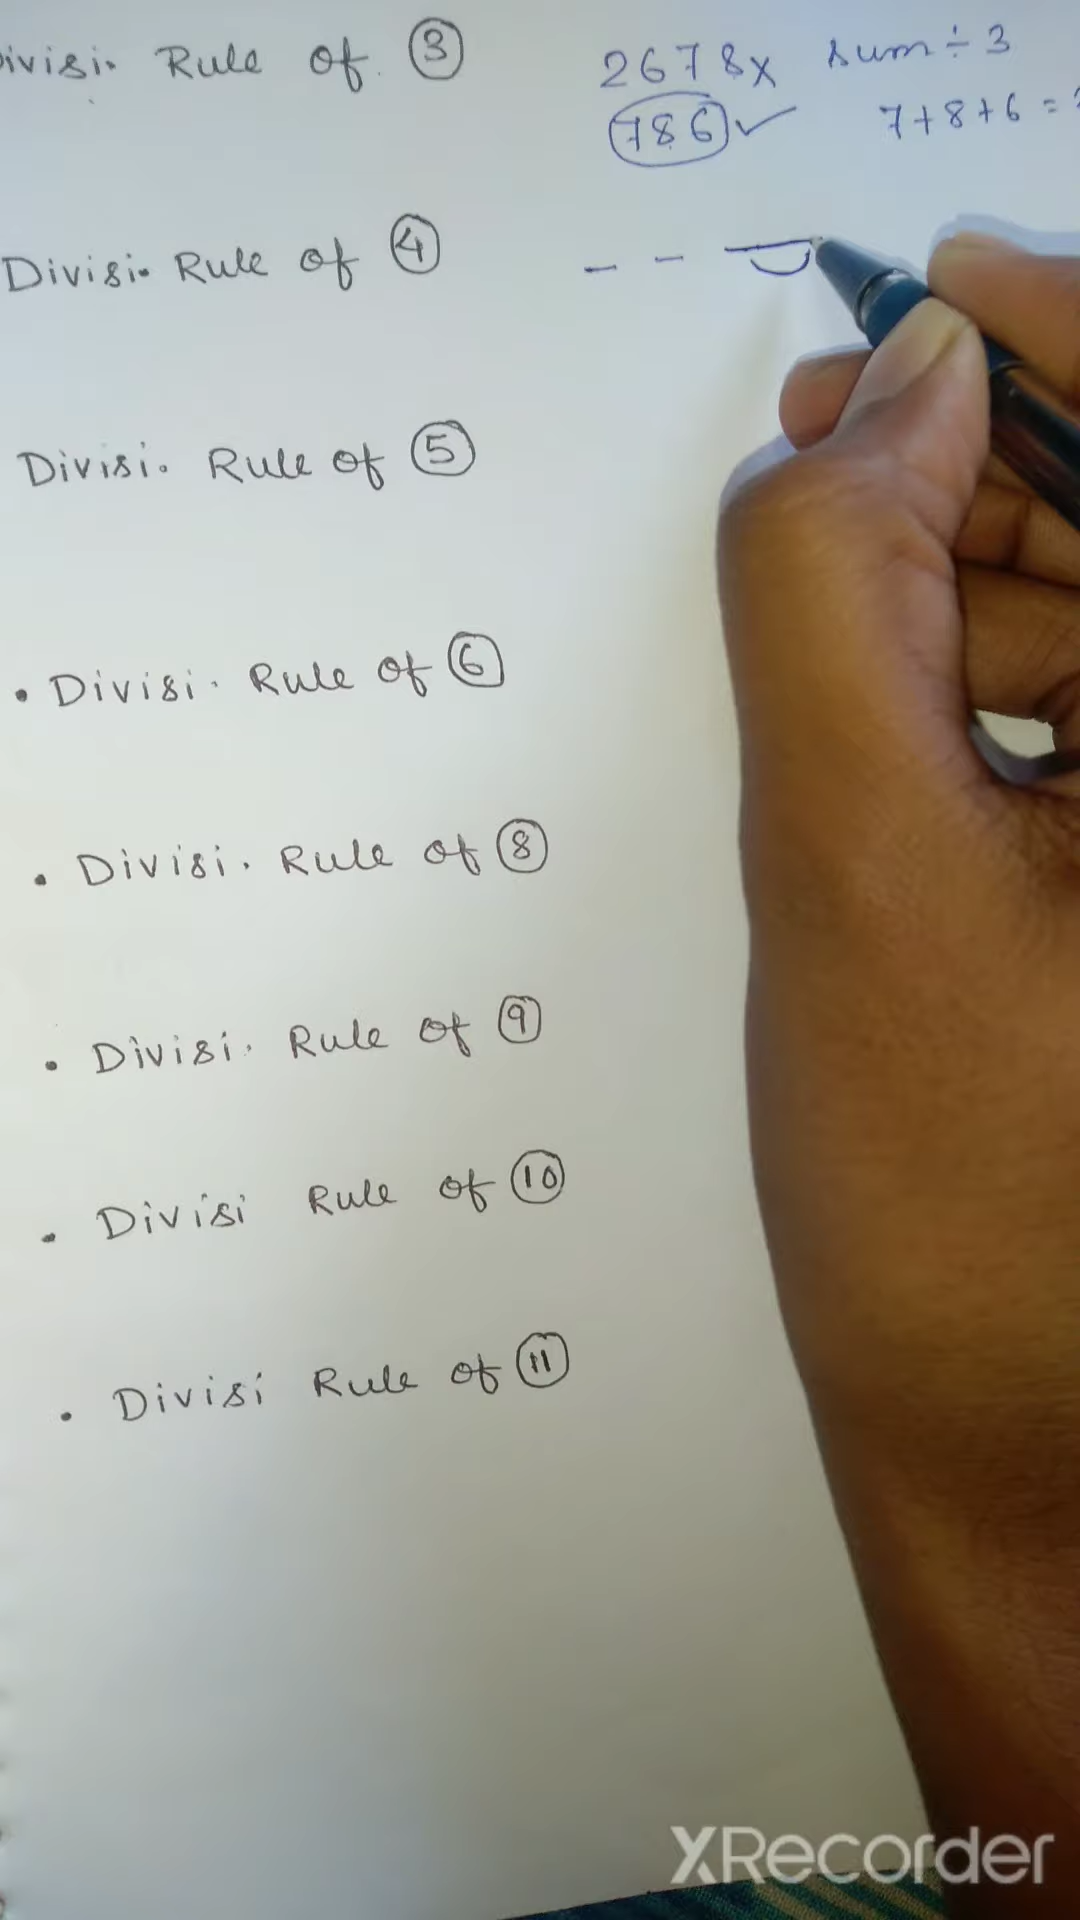 Divisi. Rule of ③ 2678x sum ÷ 3
786 ✓ 7+8+6 =
Divisi. Rule of ④ - -
Divisi. Rule of ⑤
• Divisi. Rule of ⑥
• Divisi. Rule of ⑧
• Divisi. Rule of ⑨
• Divisi Rule of ⑩
• Divisi Rule of ⑪
XRecorder